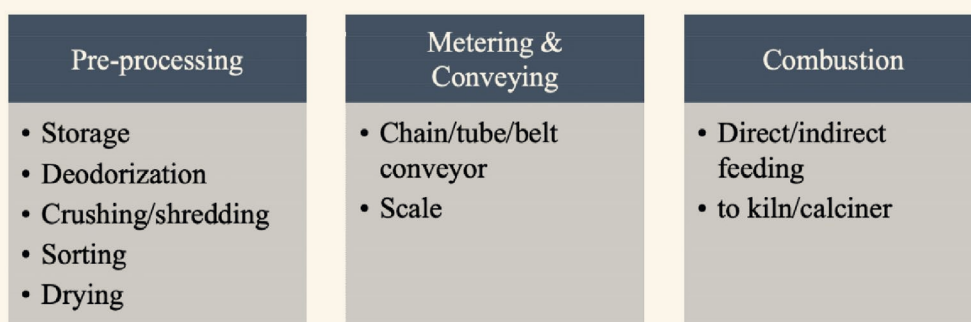 Pre-processing
• Storage
• Deodorization
• Crushing/shredding
• Sorting
• Drying
Metering &
Conveying
• Chain/tube/belt
conveyor
• Scale
Combustion
• Direct/indirect
feeding
• to kiln/calciner